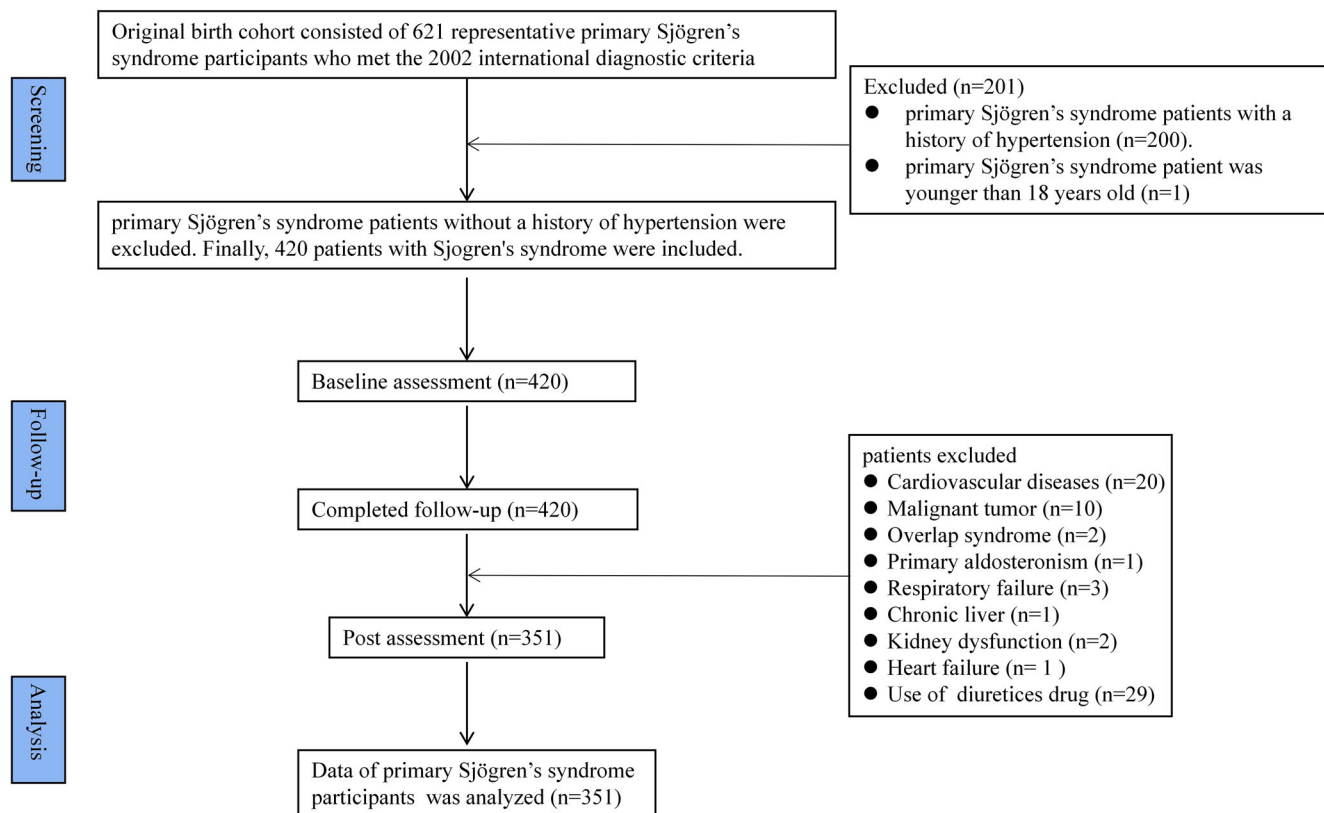 Original birth cohort consisted of 621 representative primary Sjögren’s
syndrome participants who met the 2002 international diagnostic criteria
Screening
Excluded (n=201)
● primary Sjögren’s syndrome patients with a
history of hypertension (n=200).
● primary Sjögren’s syndrome patient was
younger than 18 years old (n=1)
primary Sjögren’s syndrome patients without a history of hypertension were
excluded. Finally, 420 patients with Sjogren's syndrome were included.
Baseline assessment (n=420)
Follow-up
Completed follow-up (n=420)
patients excluded
● Cardiovascular diseases (n=20)
● Malignant tumor (n=10)
● Overlap syndrome (n=2)
● Primary aldosteronism (n=1)
● Respiratory failure (n=3)
● Chronic liver (n=1)
● Kidney dysfunction (n=2)
● Heart failure (n= 1 )
● Use of diuretices drug (n=29)
Post assessment (n=351)
Analysis
Data of primary Sjögren’s syndrome
participants was analyzed (n=351)